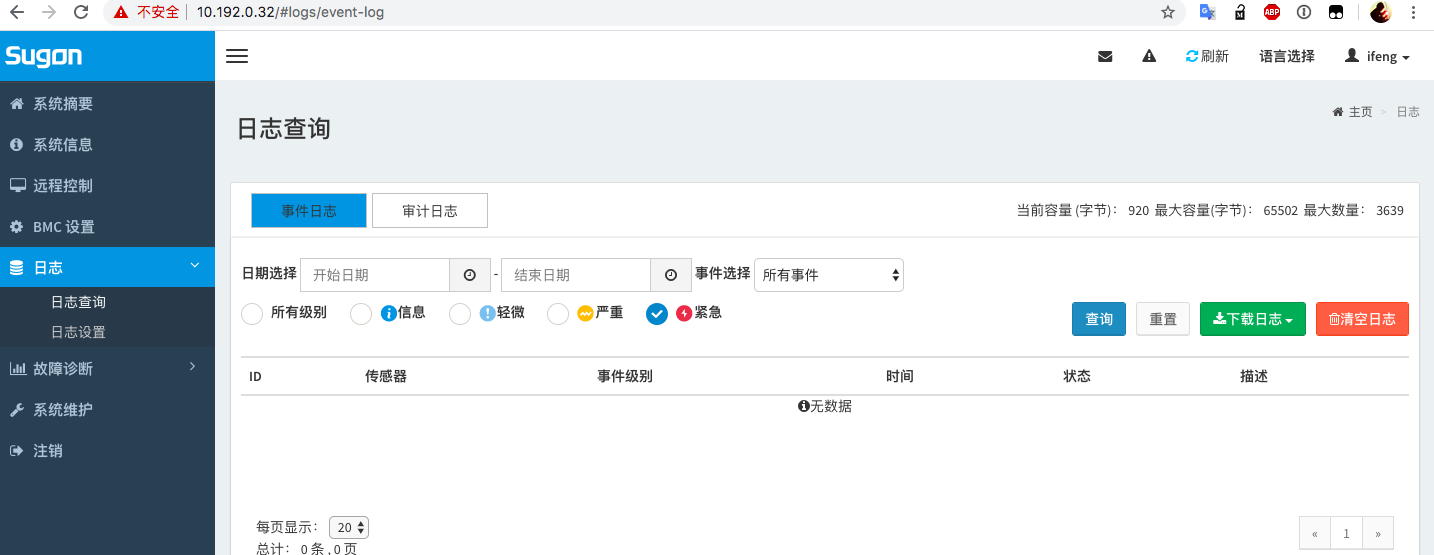 不安全 | 10.192.0.32/#logs/event-log
ABP
Sugon
刷新 语言选择 ifeng
系统摘要
系统信息
远程控制
BMC 设置
日志
日志查询
日志设置
故障诊断
系统维护
注销
日志查询
主页 > 日志
事件日志 审计日志 当前容量 (字节): 920 最大容量(字节): 65502 最大数量: 3639
日期选择 开始日期 - 结束日期 事件选择 所有事件
所有级别 信息 轻微 严重 紧急
查询 重置 下载日志 清空日志
ID 传感器 事件级别 时间 状态 描述
无数据
每页显示: 20
总计: 0 条 , 0 页
« 1 »